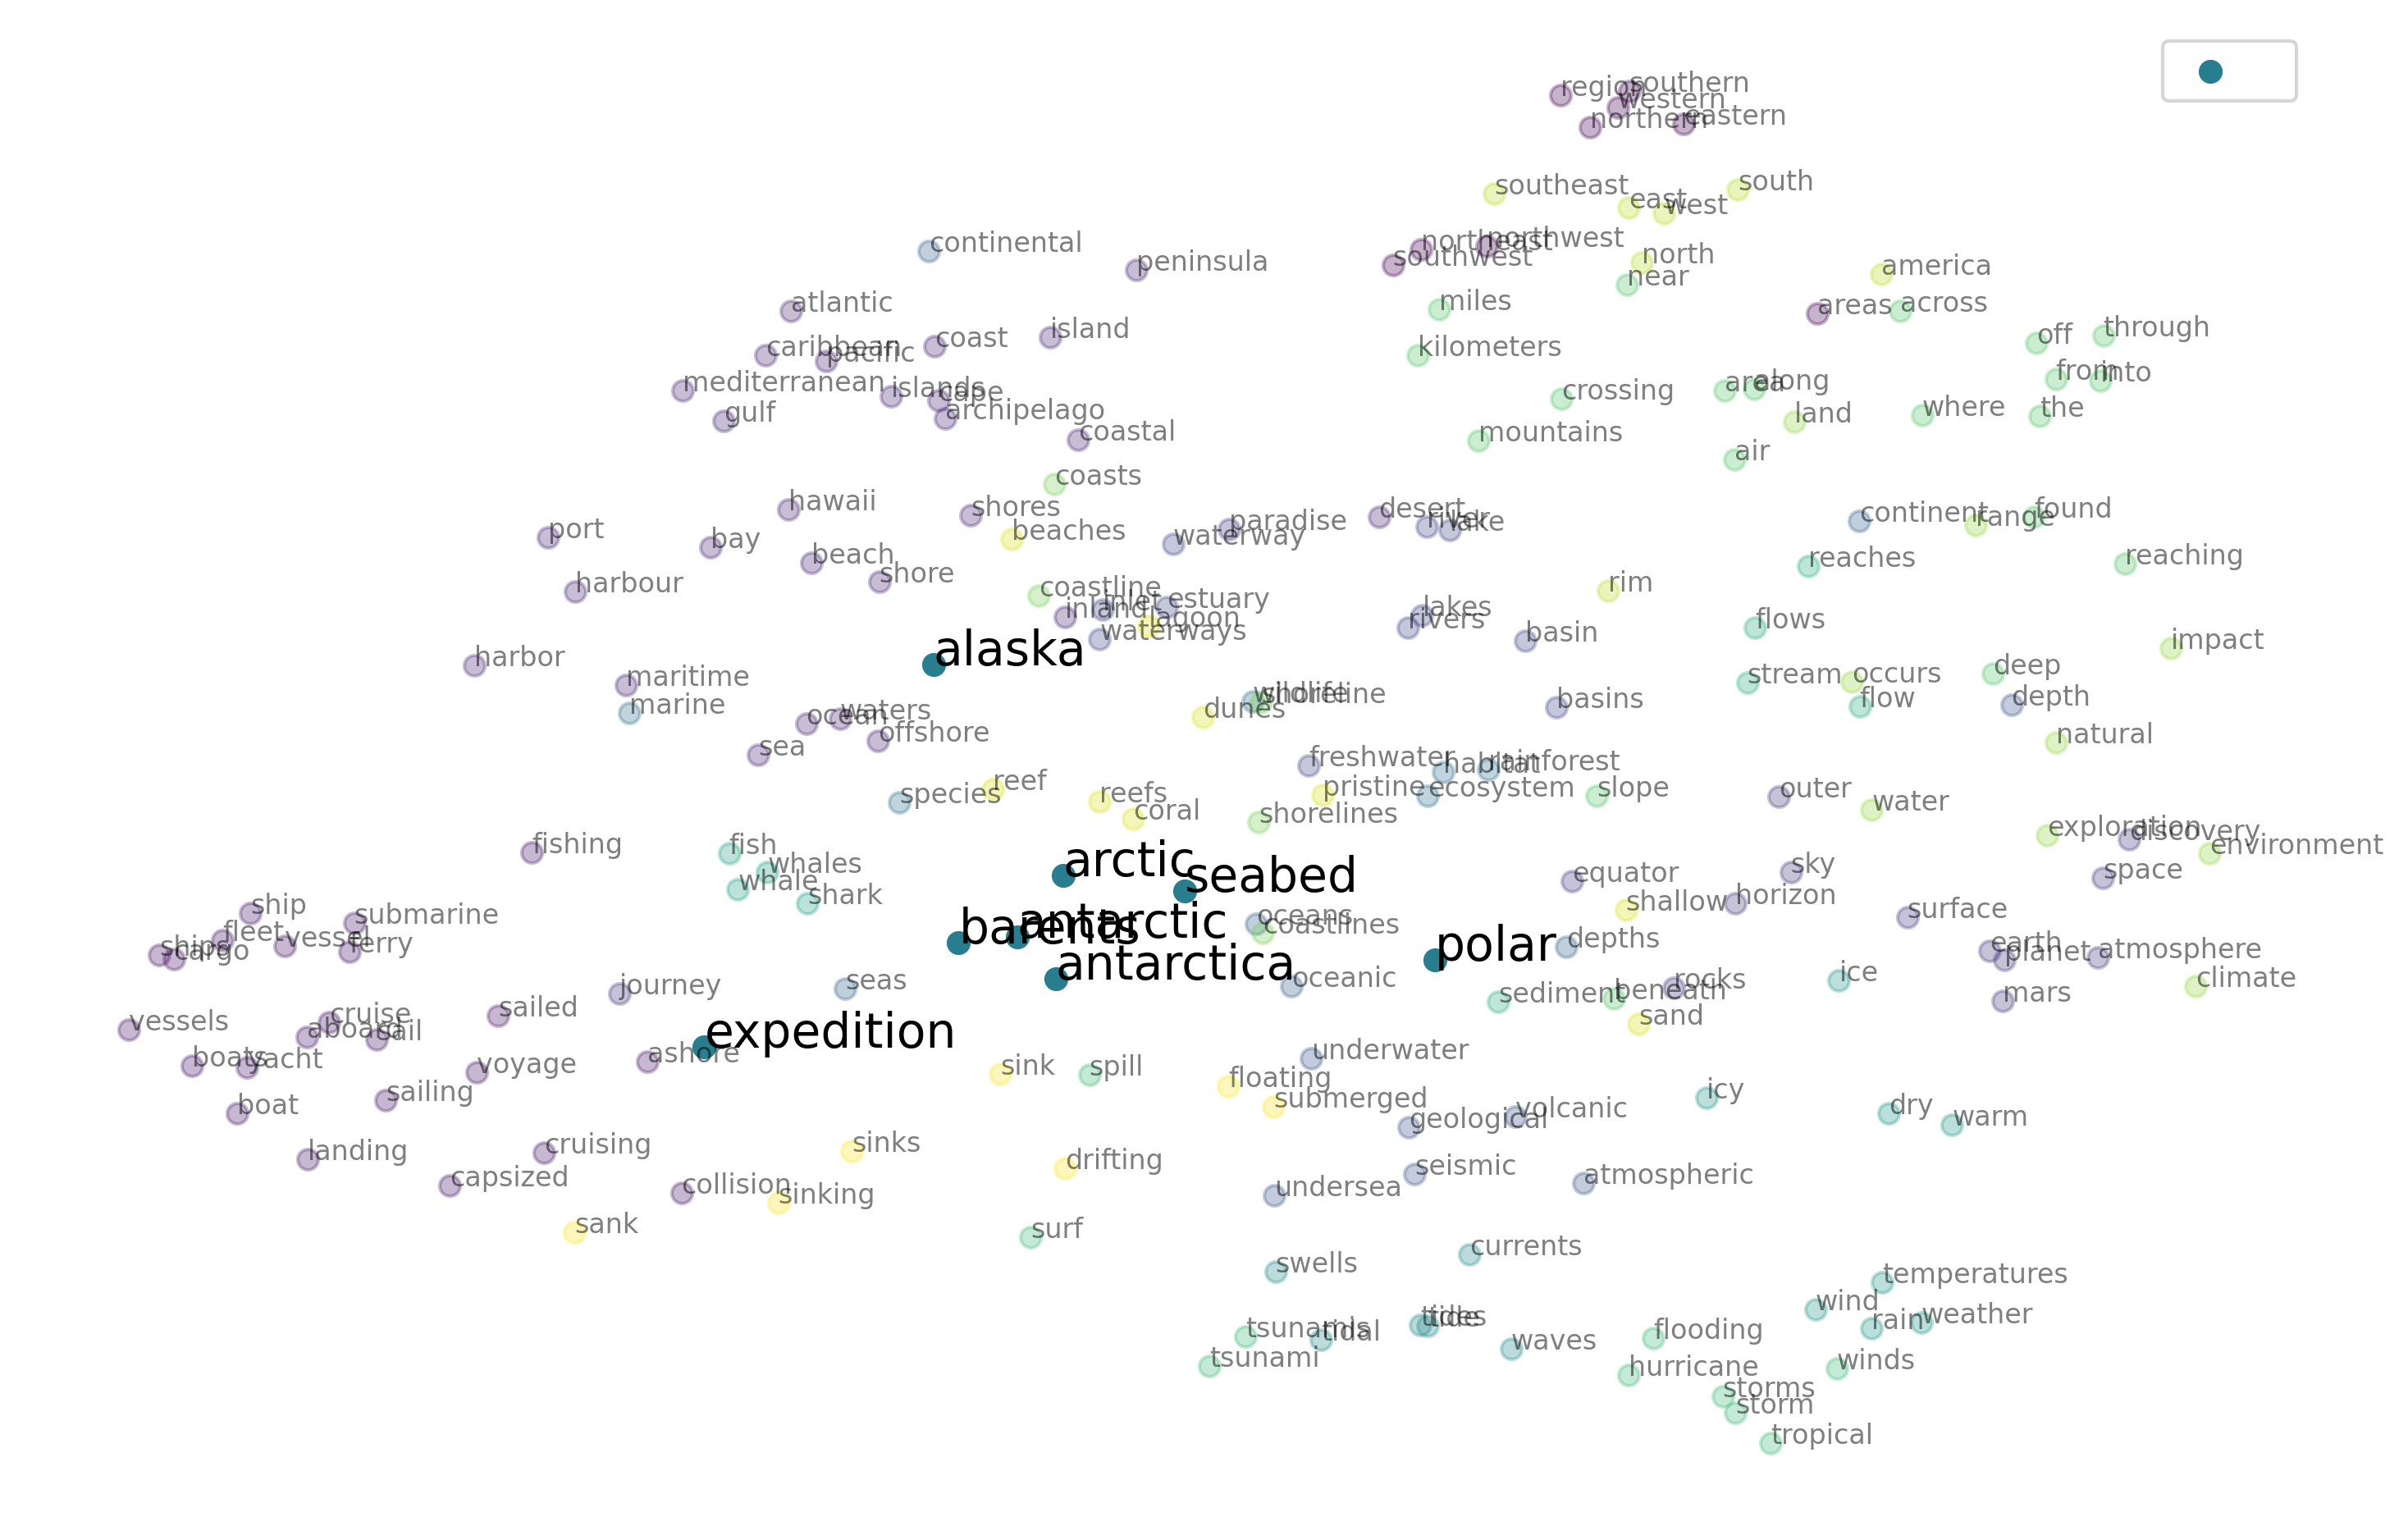 region
southern
western
northern
eastern
southeast
east
west
south
continental
peninsula
northeast
northwest
southwest
north
near
america
atlantic
island
miles
areas
across
off
through
caribbean
pacific
coast
kilometers
mediterranean
islands
cape
archipelago
crossing
area
along
from
into
gulf
coastal
mountains
land
where
the
air
coasts
hawaii
shores
paradise
desert
river
lake
continent
range
found
port
bay
beach
beaches
waterway
reaches
reaching
harbour
shore
coastline
inland
inlet
estuary
lagoon
waterways
lakes
rivers
rim
basin
flows
impact
harbor
alaska
maritime
marine
ocean
waters
offshore
sea
dunes
wildlife
shoreline
basins
stream
occurs
flow
deep
depth
natural
species
reef
reefs
coral
freshwater
habitat
rainforest
pristine
ecosystem
shorelines
slope
outer
water
exploration
discovery
environment
fishing
fish
whales
whale
shark
arctic
seabed
equator
sky
space
ship
submarine
fleet
vessel
ferry
ships
cargo
barents
antarctic
antarctica
oceans
coastlines
polar
shallow
horizon
depths
surface
earth
planet
atmosphere
journey
seas
oceanic
sediment
beneath
rocks
ice
mars
climate
vessels
cruise
aboard
sail
sailed
expedition
ashore
boats
yacht
voyage
sink
spill
underwater
floating
sand
boat
sailing
submerged
geological
volcanic
icy
dry
warm
landing
capsized
cruising
collision
sinks
sinking
drifting
undersea
seismic
atmospheric
sank
surf
swells
currents
temperatures
tsunamis
tidal
tides
tide
waves
flooding
wind
rain
weather
tsunami
hurricane
winds
storms
storm
tropical